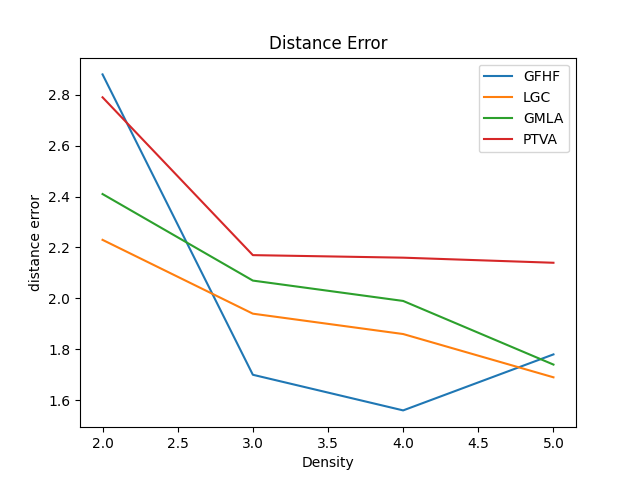 Distance Error
GFHF
LGC
GMLA
PTVA
distance error
2.8
2.6
2.4
2.2
2.0
1.8
1.6
2.0 2.5 3.0 3.5 4.0 4.5 5.0
Density